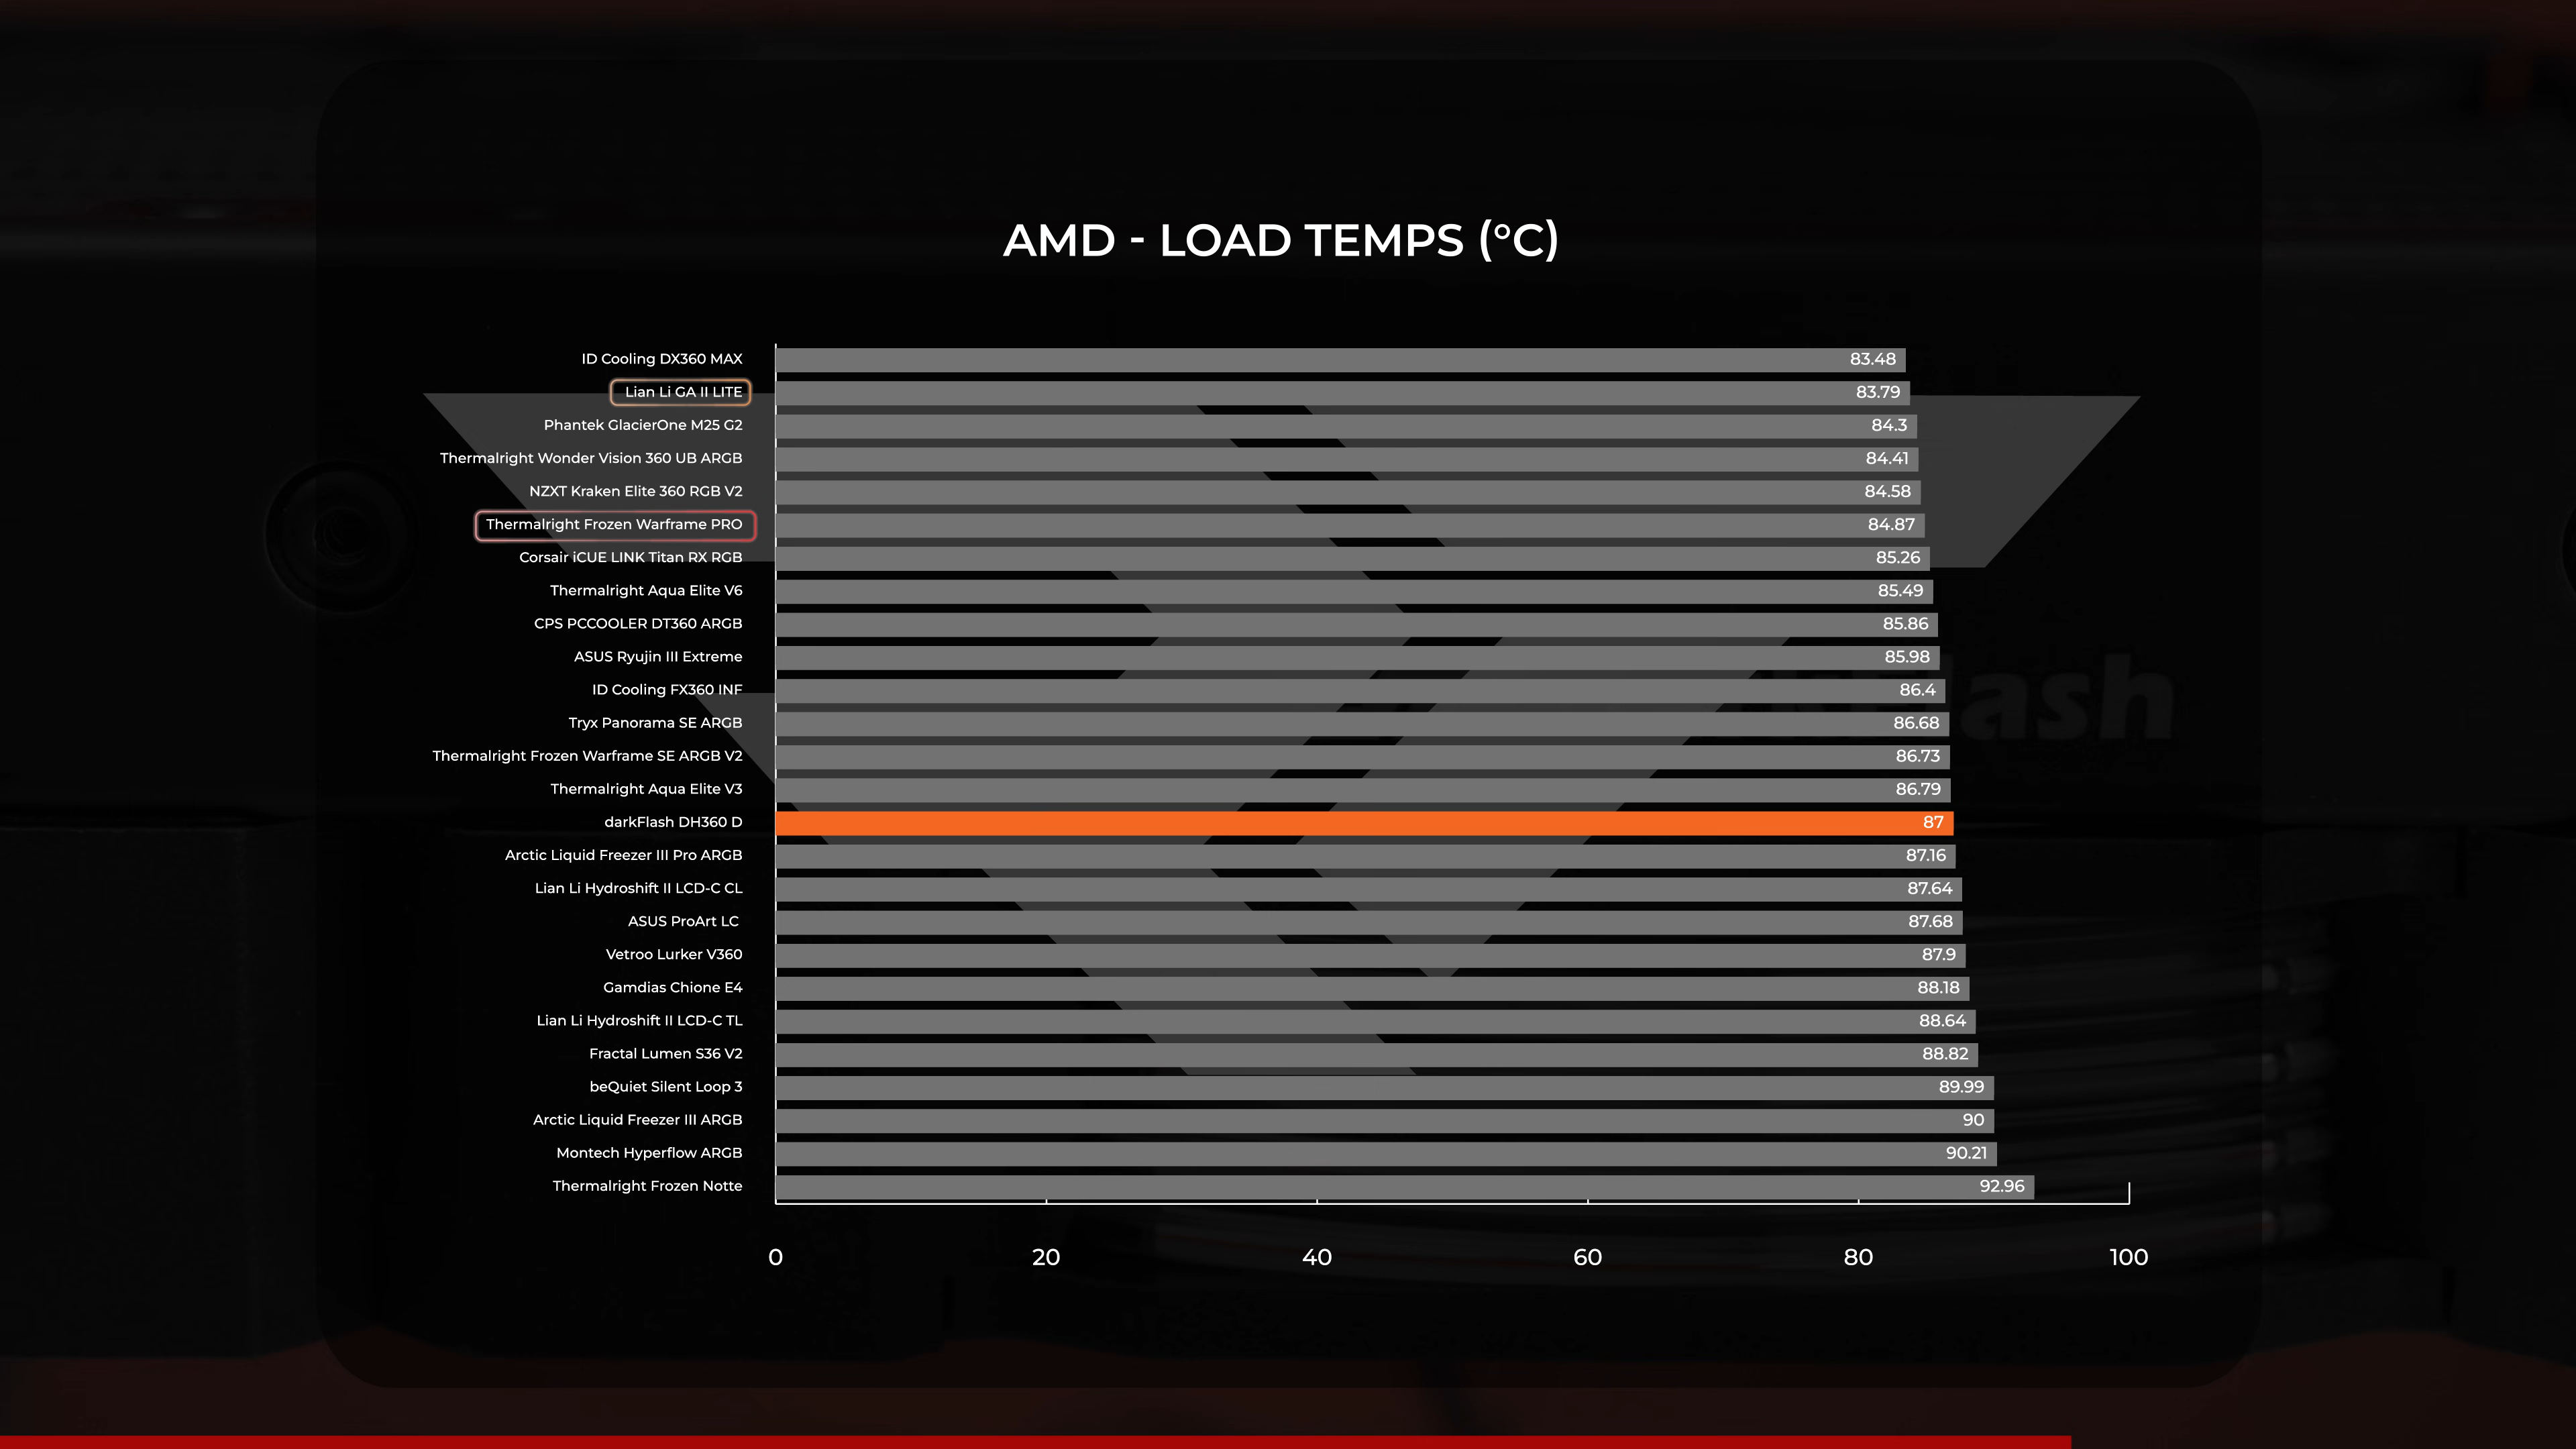 AMD - LOAD TEMPS (°C)
ID Cooling DX360 MAX 83.48
Lian Li GA II LITE 83.79
Phantek GlacierOne M25 G2 84.3
Thermalright Wonder Vision 360 UB ARGB 84.41
NZXT Kraken Elite 360 RGB V2 84.58
Thermalright Frozen Warframe PRO 84.87
Corsair iCUE LINK Titan RX RGB 85.26
Thermalright Aqua Elite V6 85.49
CPS PCCOOLER DT360 ARGB 85.86
ASUS Ryujin III Extreme 85.98
ID Cooling FX360 INF 86.4
Tryx Panorama SE ARGB 86.68
Thermalright Frozen Warframe SE ARGB V2 86.73
Thermalright Aqua Elite V3 86.79
darkFlash DH360 D 87
Arctic Liquid Freezer III Pro ARGB 87.16
Lian Li Hydroshift II LCD-C CL 87.64
ASUS ProArt LC 87.68
Vetroo Lurker V360 87.9
Gamdias Chione E4 88.18
Lian Li Hydroshift II LCD-C TL 88.64
Fractal Lumen S36 V2 88.82
beQuiet Silent Loop 3 89.99
Arctic Liquid Freezer III ARGB 90
Montech Hyperflow ARGB 90.21
Thermalright Frozen Notte 92.96
0 20 40 60 80 100